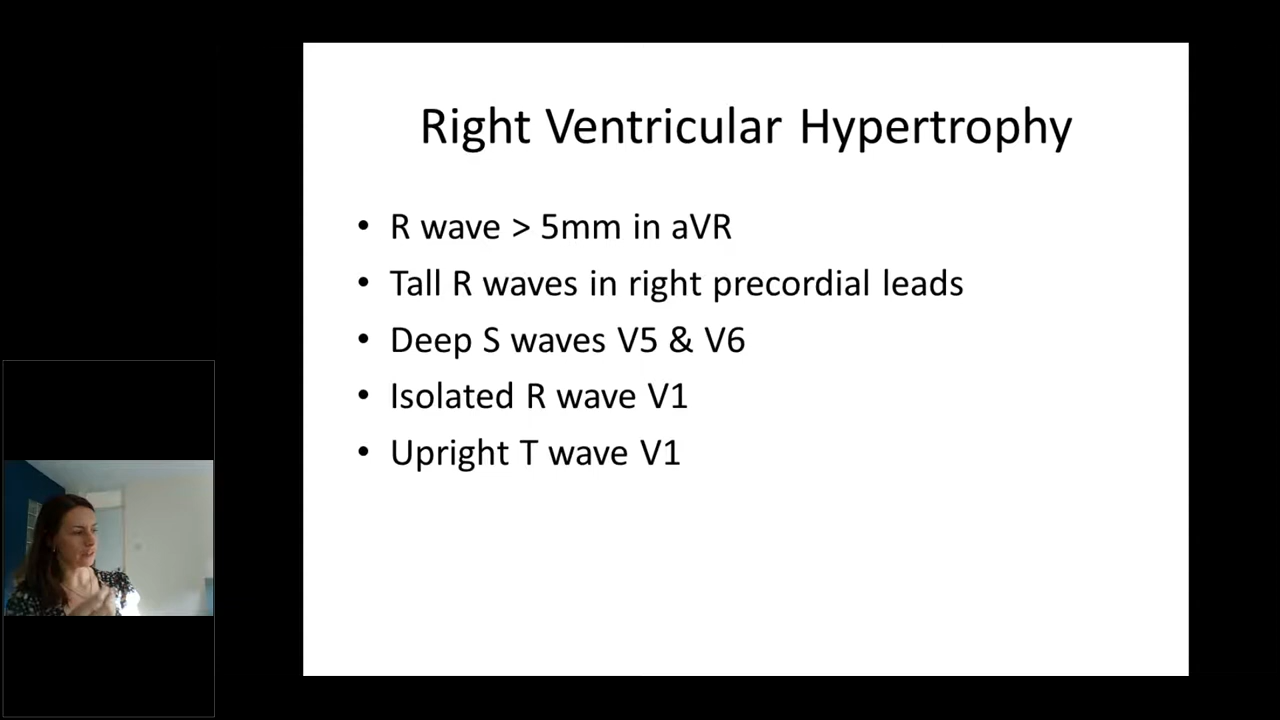 Right Ventricular Hypertrophy
• R wave > 5mm in aVR
• Tall R waves in right precordial leads
• Deep S waves V5 & V6
• Isolated R wave V1
• Upright T wave V1